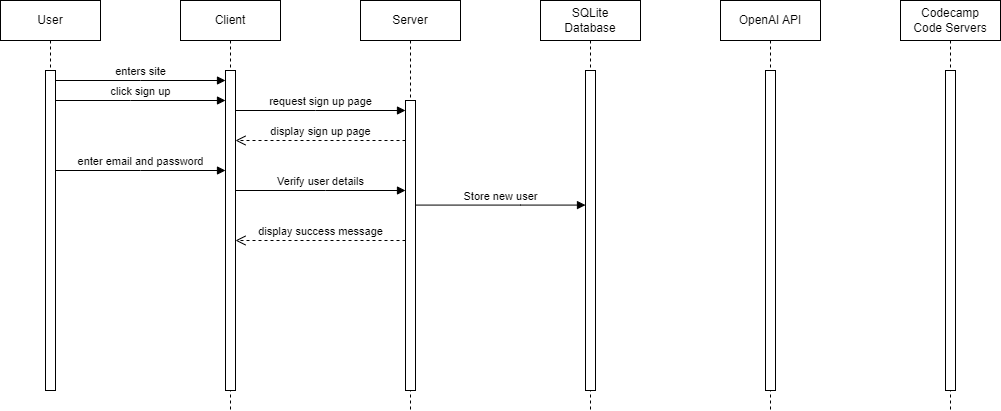 User
Client
Server
SQLite
Database
OpenAI API
Codecamp
Code Servers
enters site
click sign up
request sign up page
display sign up page
enter email and password
Verify user details
Store new user
display success message